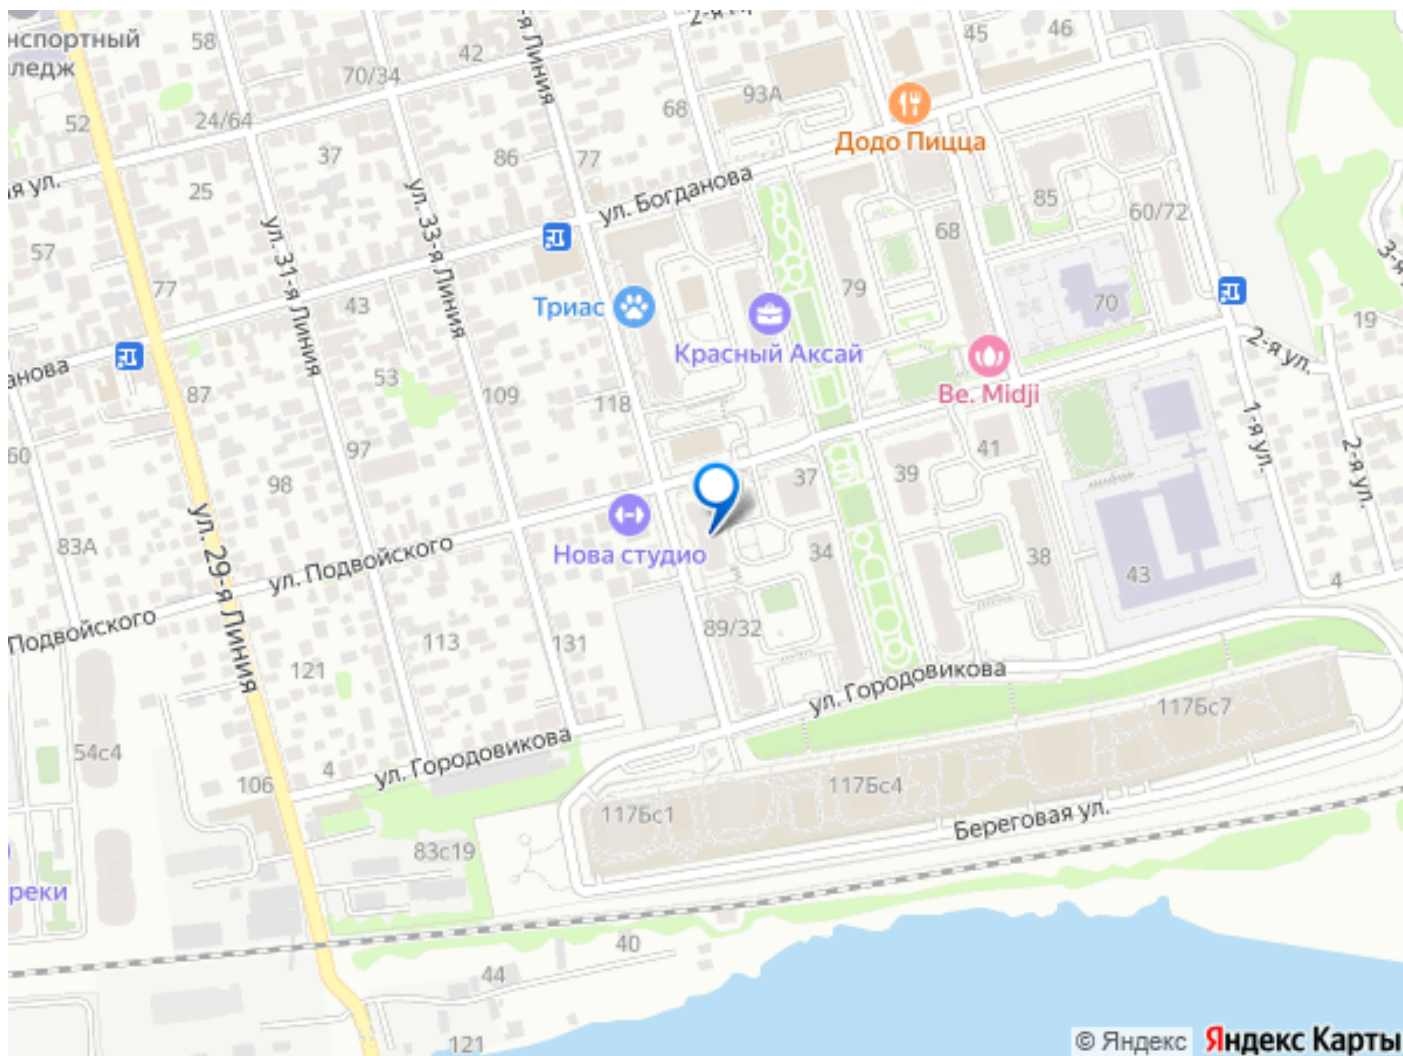 нспортный
ледж
58
42
-я Линия
2-я
45
46
70/34
93А
68
52
24/64
Додо Пицца
37
86
77
ая ул.
25
ул. 33-я Линия
ул. Богданова
85
60/72
ул. 31-я Линия
68
57
3-я
77
43
Триас
79
70
19
Красный Аксай
2-я ул.
анова
53
Be. Midji
87
109
118
1-я ул.
60
97
41
2-я ул.
98
37
39
ул. 29-я Линия
83А
ул. Подвойского
Нова студио
34
38
43
4
Подвойского
113
131
89/32
121
ул. Городовикова
117Бс7
54с4
ул. Городовикова
4
106
117Бс4
117Бс1
Береговая ул.
83с19
реки
40
44
121
© Яндекс Яндекс Карты